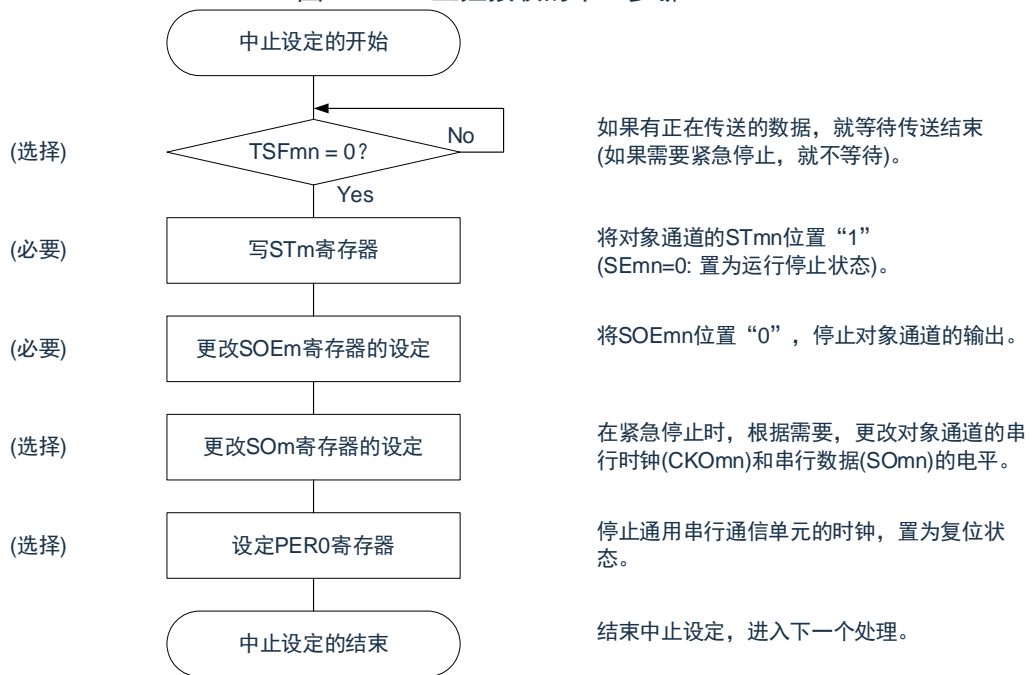 中止设定的开始
No
(选择)
TSFmn = 0?
如果有正在传送的数据，就等待传送结束
(如果需要紧急停止，就不等待)。
Yes
(必要)
写STm寄存器
将对象通道的STmn位置“1”
(SEmn=0: 置为运行停止状态)。
(必要)
更改SOEm寄存器的设定
将SOEmn位置“0”，停止对象通道的输出。
(选择)
更改SOm寄存器的设定
在紧急停止时，根据需要，更改对象通道的串
行时钟(CKOmn)和串行数据(SOmn)的电平。
(选择)
设定PER0寄存器
停止通用串行通信单元的时钟，置为复位状
态。
中止设定的结束
结束中止设定，进入下一个处理。